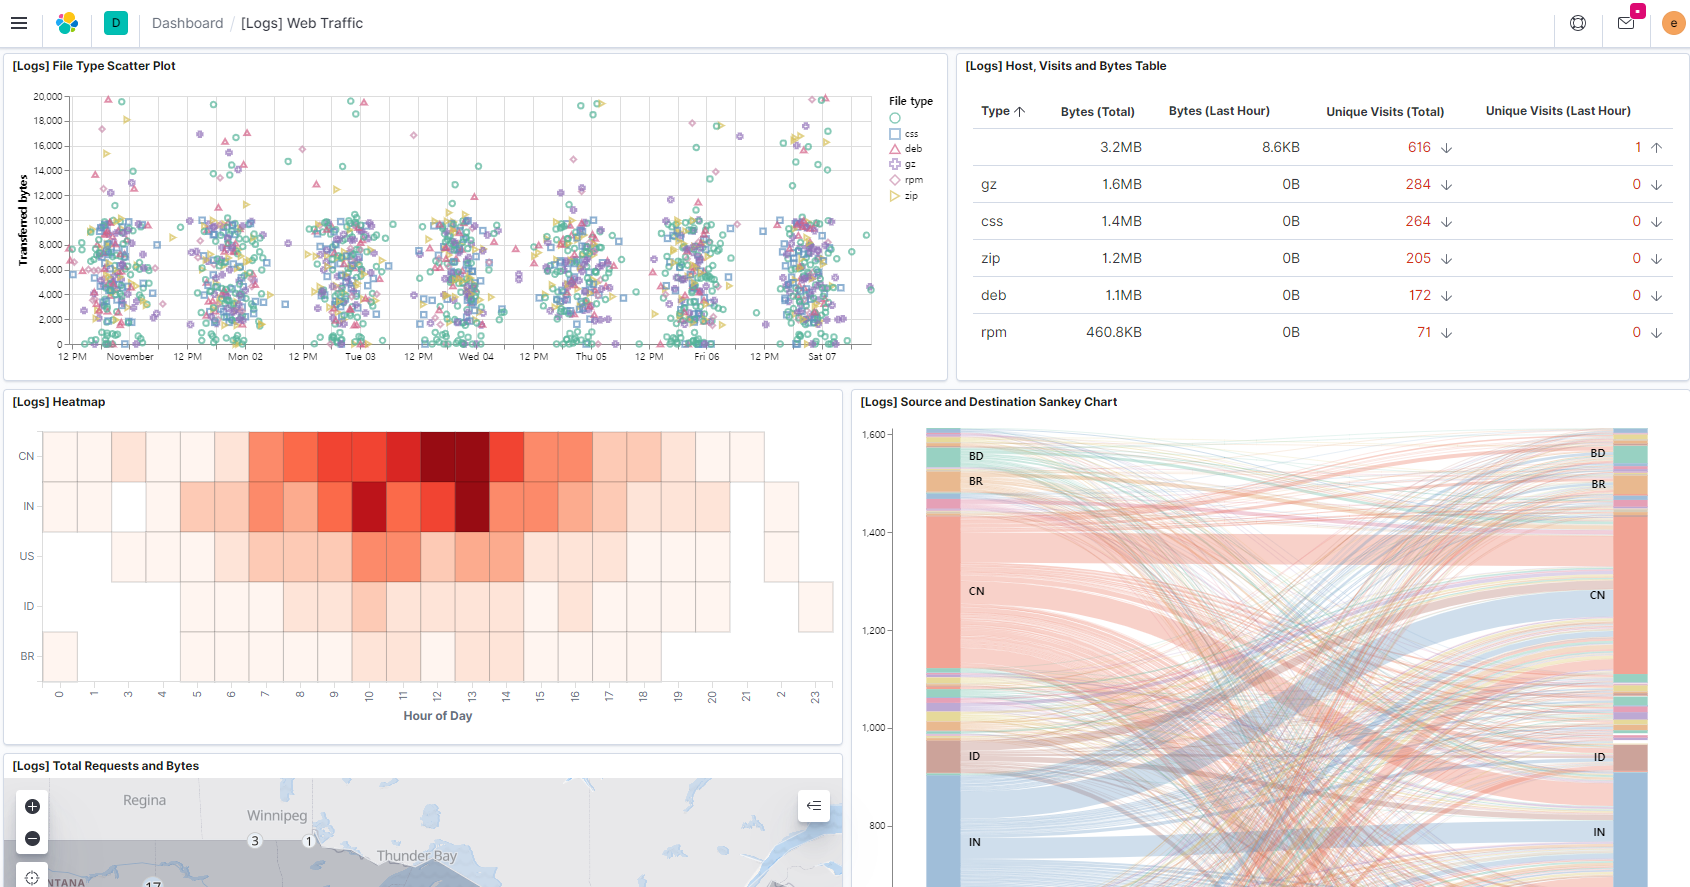 D Dashboard / [Logs] Web Traffic e
[Logs] File Type Scatter Plot
Transferred bytes
20,000
18,000
16,000
14,000
12,000
10,000
8,000
6,000
4,000
2,000
0
12 PM November 12 PM Mon 02 12 PM Tue 03 12 PM Wed 04 12 PM Thu 05 12 PM Fri 06 12 PM Sat 07
File type
css
deb
gz
rpm
zip
[Logs] Host, Visits and Bytes Table
Type Bytes (Total) Bytes (Last Hour) Unique Visits (Total) Unique Visits (Last Hour)
3.2MB 8.6KB 616 1
gz 1.6MB 0B 284 0
css 1.4MB 0B 264 0
zip 1.2MB 0B 205 0
deb 1.1MB 0B 172 0
rpm 460.8KB 0B 71 0
[Logs] Heatmap
CN
IN
US
ID
BR
0 1 3 4 5 6 7 8 9 10 11 12 13 14 15 16 17 18 19 20 21 2 23
Hour of Day
[Logs] Source and Destination Sankey Chart
1,600
1,400
1,200
1,000
800
BD
BR
CN
ID
IN
BD
BR
CN
ID
IN
[Logs] Total Requests and Bytes
Regina
Winnipeg
3 1
Thunder Bay
NTANA
17